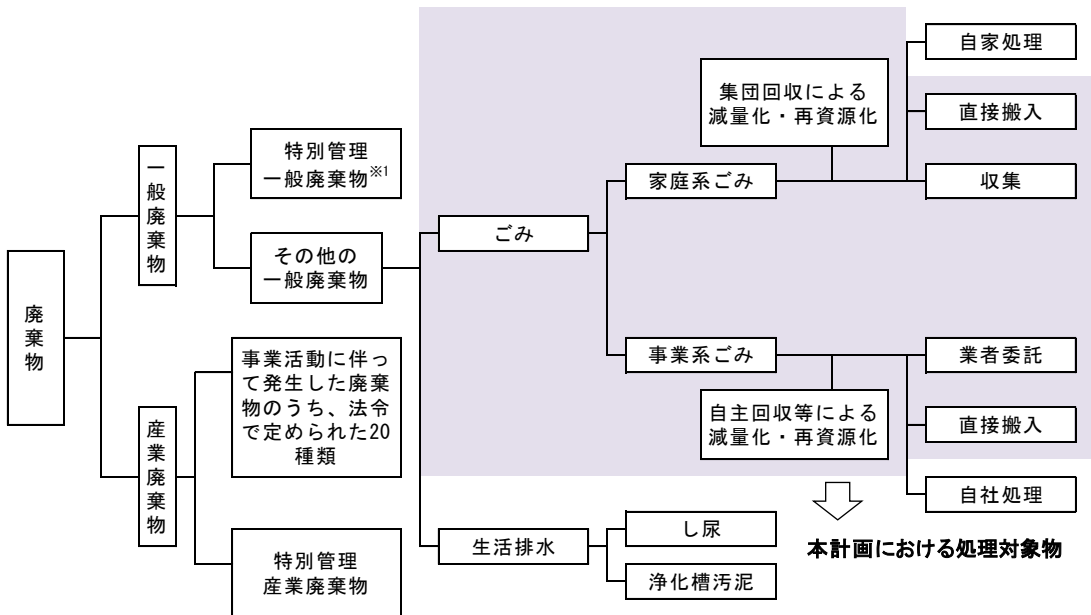 廃棄物
一般廃棄物
特別管理
一般廃棄物※1
その他の
一般廃棄物
産業廃棄物
事業活動に伴っ
て発生した廃棄
物のうち、法令
で定められた20
種類
特別管理
産業廃棄物
ごみ
家庭系ごみ
集団回収による
減量化・再資源化
自家処理
直接搬入
収集
事業系ごみ
自主回収等による
減量化・再資源化
業者委託
直接搬入
自社処理
生活排水
し尿
浄化槽汚泥
本計画における処理対象物